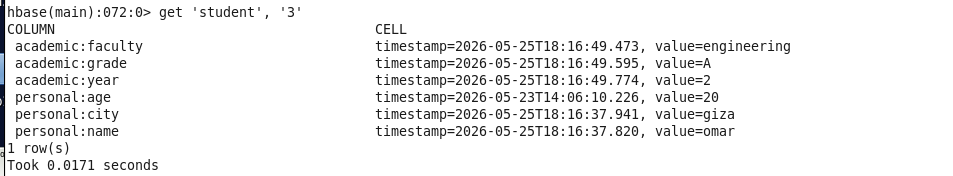 hbase(main):072:0> get 'student', '3'
COLUMN CELL
academic:faculty timestamp=2026-05-25T18:16:49.473, value=engineering
academic:grade timestamp=2026-05-25T18:16:49.595, value=A
academic:year timestamp=2026-05-25T18:16:49.774, value=2
personal:age timestamp=2026-05-23T14:06:10.226, value=20
personal:city timestamp=2026-05-25T18:16:37.941, value=giza
personal:name timestamp=2026-05-25T18:16:37.820, value=omar
1 row(s)
Took 0.0171 seconds